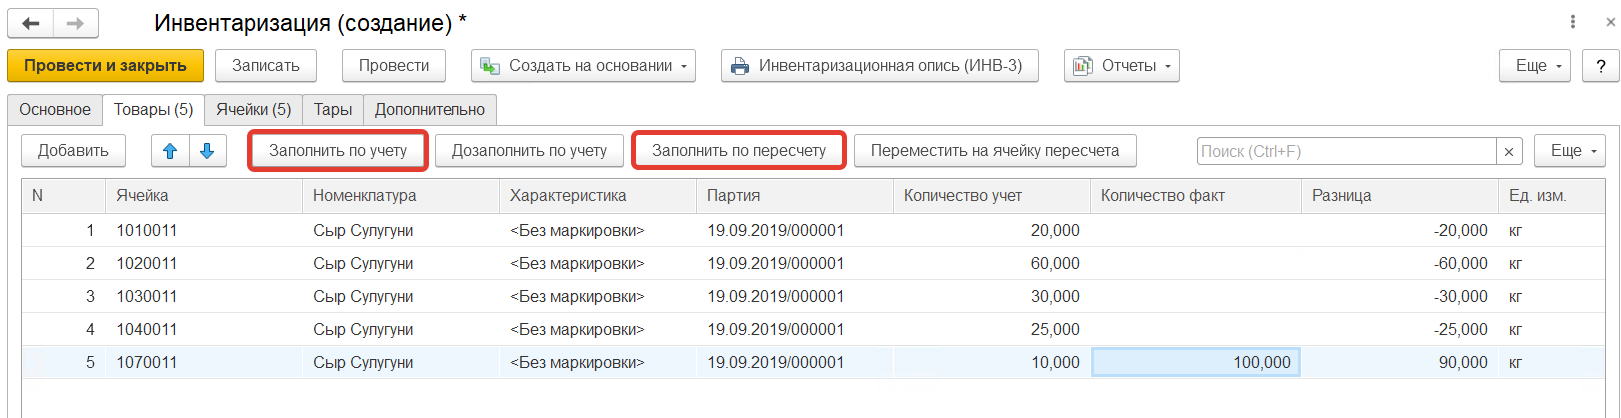 Инвентаризация (создание) *
Провести и закрыть Записать Провести Создать на основании Инвентаризационная опись (ИНВ-3) Отчеты Еще ?
Основное Товары (5) Ячейки (5) Тары Дополнительно
Добавить Заполнить по учету Дозаполнить по учету Заполнить по пересчету Переместить на ячейку пересчета Поиск (Ctrl+F) × Еще
N Ячейка Номенклатура Характеристика Партия Количество учет Количество факт Разница Ед. изм.
1 1010011 Сыр Сулугуни <Без маркировки> 19.09.2019/000001 20,000 -20,000 кг
2 1020011 Сыр Сулугуни <Без маркировки> 19.09.2019/000001 60,000 -60,000 кг
3 1030011 Сыр Сулугуни <Без маркировки> 19.09.2019/000001 30,000 -30,000 кг
4 1040011 Сыр Сулугуни <Без маркировки> 19.09.2019/000001 25,000 -25,000 кг
5 1070011 Сыр Сулугуни <Без маркировки> 19.09.2019/000001 10,000 100,000 90,000 кг